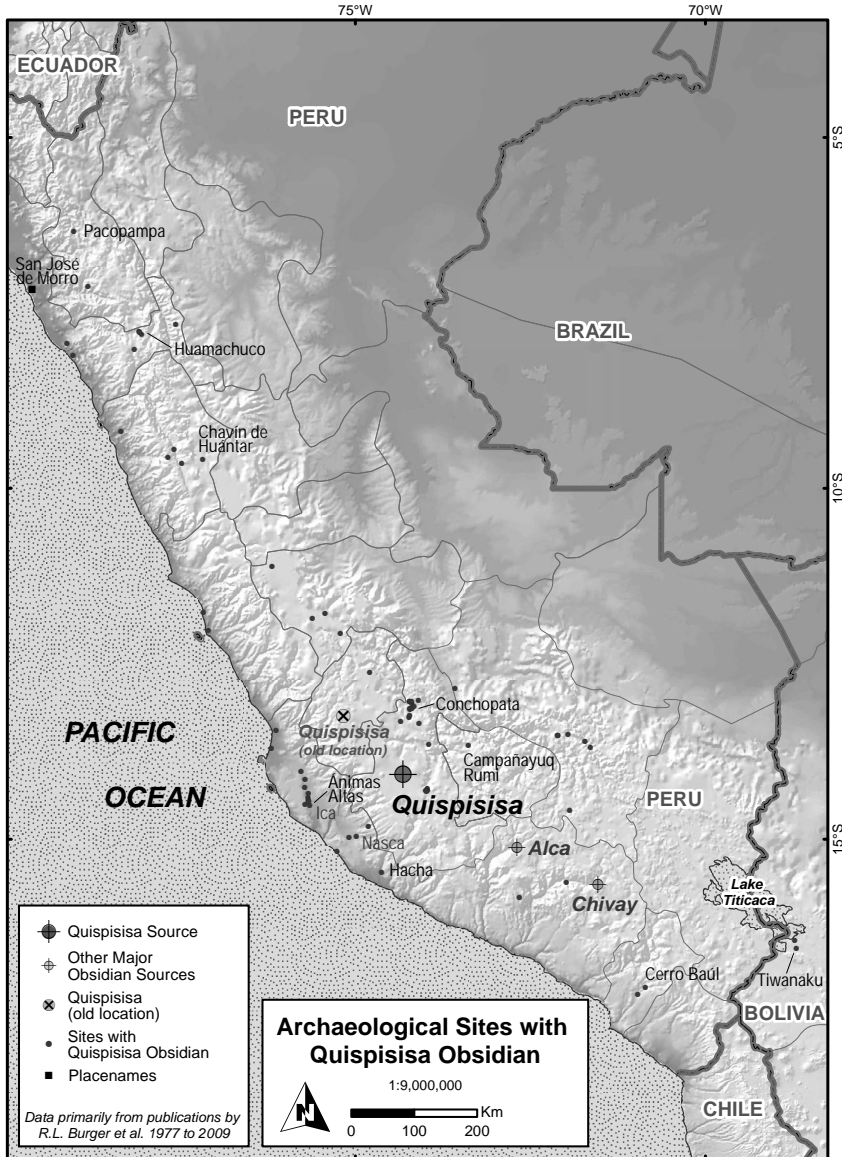 75°W
70°W
ECUADOR
PERU
5°S
Pacopampa
San José
de Morro
BRAZIL
Huamachuco
Chavín de
Huántar
10°S
Conchopata
PACIFIC
OCEAN
Quispisisa
(old location)
Campañayuq
Rumi
Ánimas
Altas
Quispisisa
Ica
PERU
Nasca
Alca
15°S
Hacha
Chivay
Lake
Titicaca
Cerro Baúl
Tiwanaku
BOLIVIA
CHILE
Quispisisa Source
Other Major
Obsidian Sources
Quispisisa
(old location)
Sites with
Quispisisa Obsidian
Placenames
Data primarily from publications by
R.L. Burger et al. 1977 to 2009
Archaeological Sites with
Quispisisa Obsidian
N
1:9,000,000
Km
0 100 200